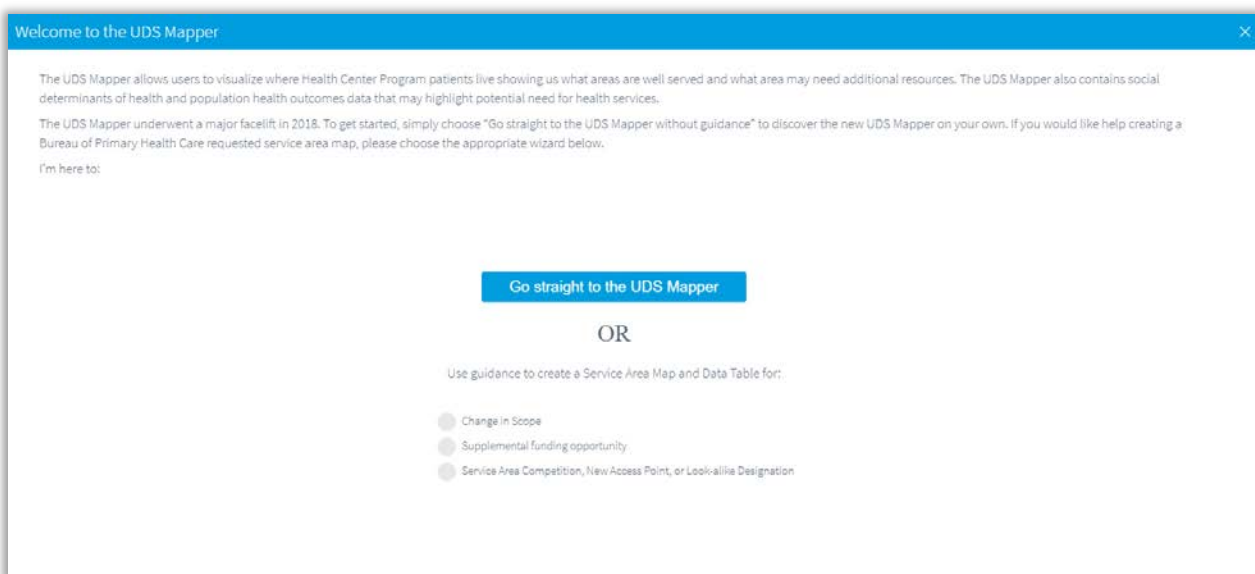 Welcome to the UDS Mapper
The UDS Mapper allows users to visualize where Health Center Program patients live showing us what areas are well served and what area may need additional resources. The UDS Mapper also contains social
determinants of health and population health outcomes data that may highlight potential need for health services.
The UDS Mapper underwent a major facelift in 2018. To get started, simply choose "Go straight to the UDS Mapper without guidance" to discover the new UDS Mapper on your own. If you would like help creating a
Bureau of Primary Health Care requested service area map, please choose the appropriate wizard below.
I'm here to:
Go straight to the UDS Mapper
OR
Use guidance to create a Service Area Map and Data Table for:
Change in Scope
Supplemental funding opportunity
Service Area Competition, New Access Point, or Look-alike Designation